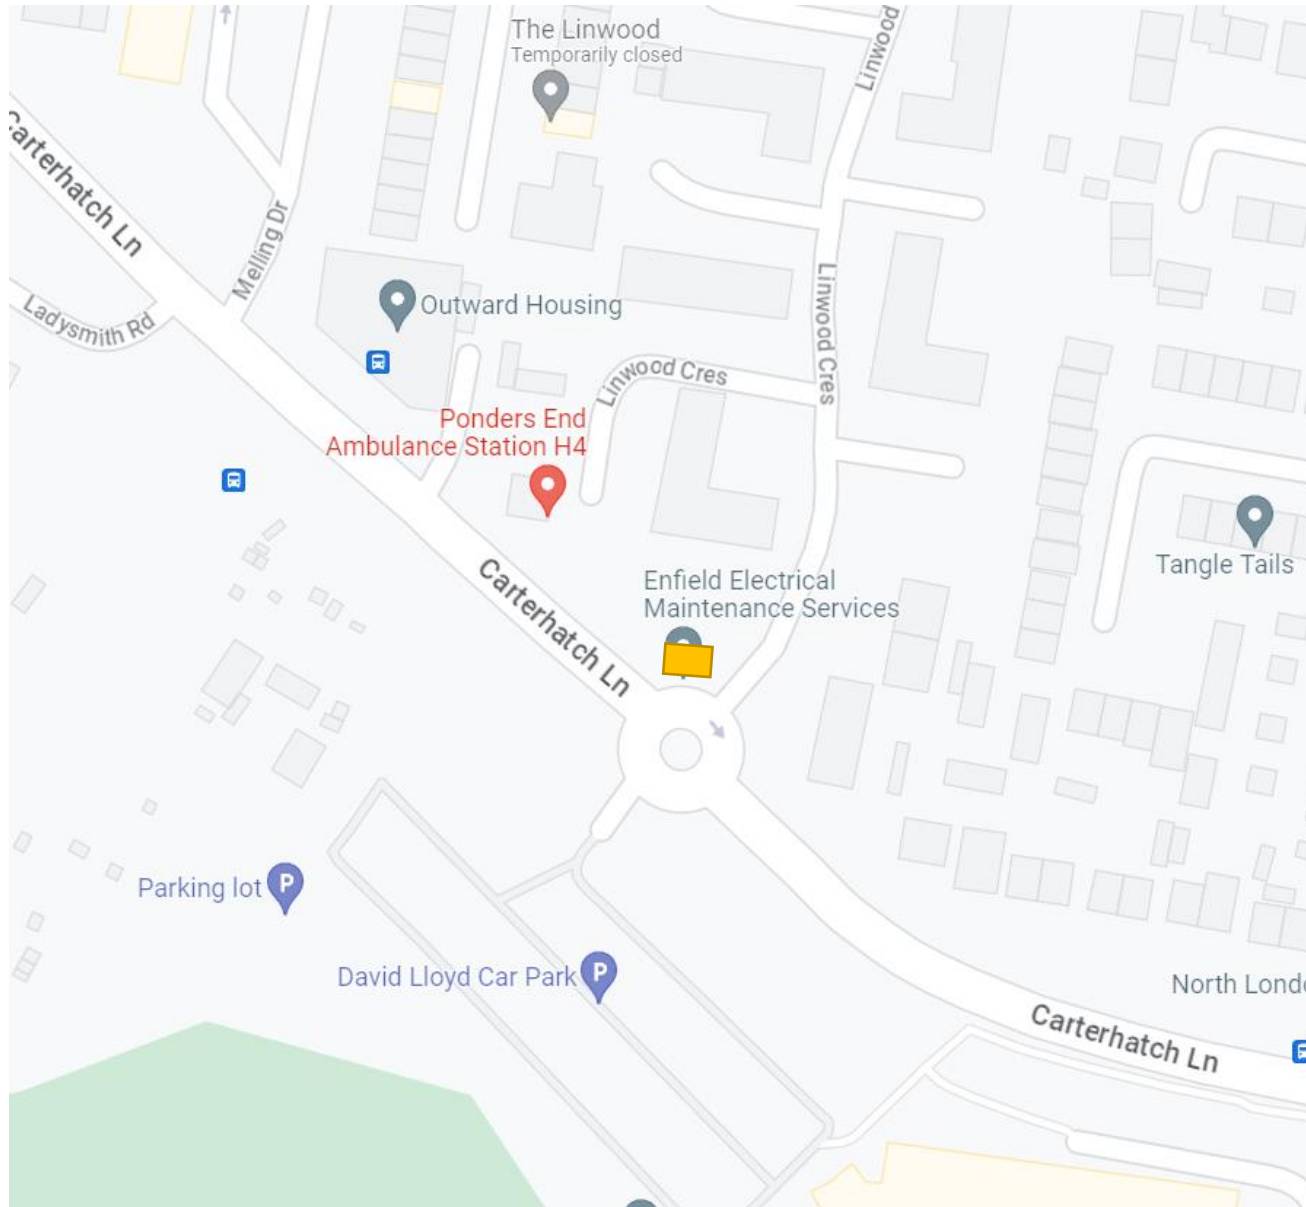 The Linwood
Temporarily closed
Linwood
Carterhatch Ln
Melling Dr
Ladysmith Rd
Outward Housing
Linwood Cres
Linwood Cres
Ponders End
Ambulance Station H4
Carterhatch Ln
Enfield Electrical
Maintenance Services
Tangle Tails
Parking lot
P
David Lloyd Car Park
P
North Londo
Carterhatch Ln